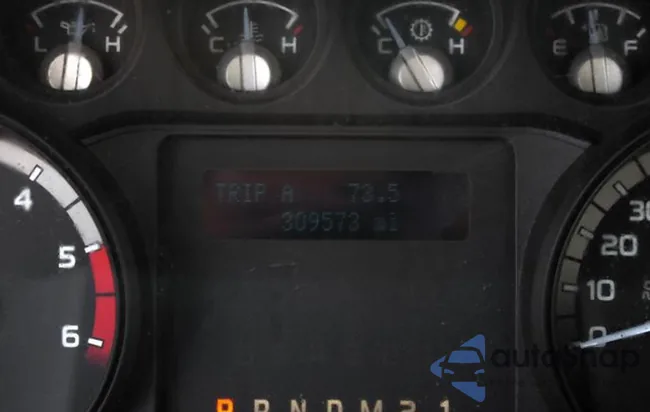 L H
C H
C H
E F
TRIP A 73.5
309573 mi
4
5
6
30
20
10
0
P R N D M 2 1
autoSnap